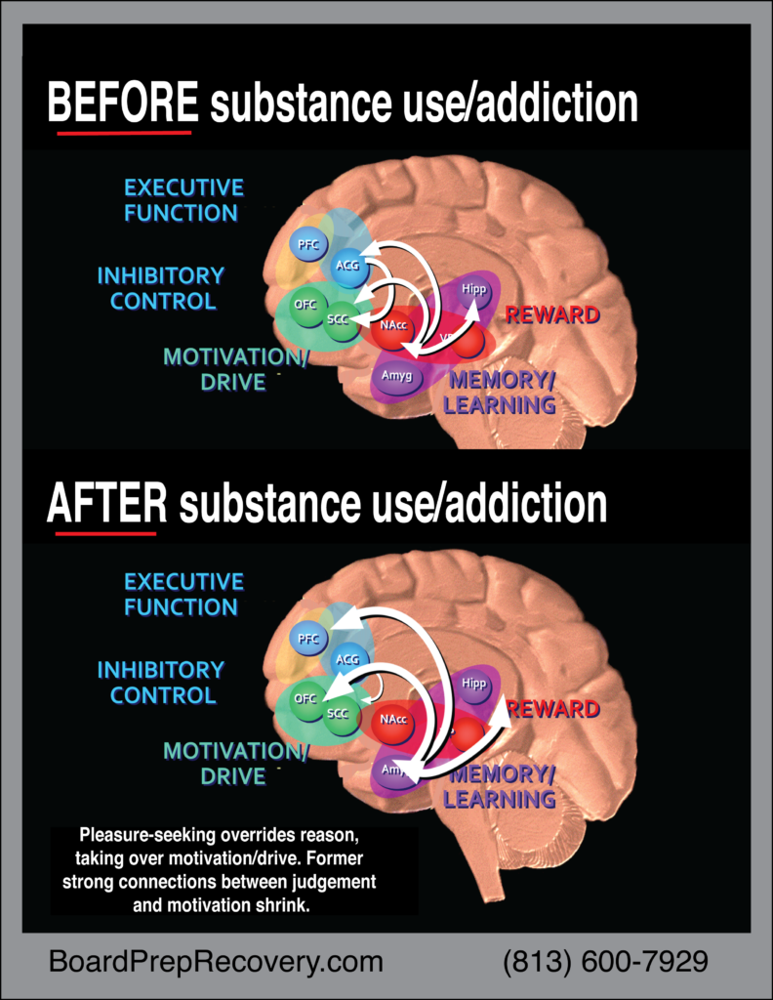 BEFORE substance use/addiction
EXECUTIVE
FUNCTION
PFC
ACG
INHIBITORY
CONTROL
Hipp
OFC
SCC
NAcc
REWARD
MOTIVATION/
DRIVE
Amyg
MEMORY/
LEARNING
AFTER substance use/addiction
EXECUTIVE
FUNCTION
PFC
ACG
INHIBITORY
CONTROL
Hipp
OFC
SCC
NAcc
REWARD
MOTIVATION/
DRIVE
MEMORY/
LEARNING
Pleasure-seeking overrides reason,
taking over motivation/drive. Former
strong connections between judgement
and motivation shrink.
BoardPrepRecovery.com
(813) 600-7929